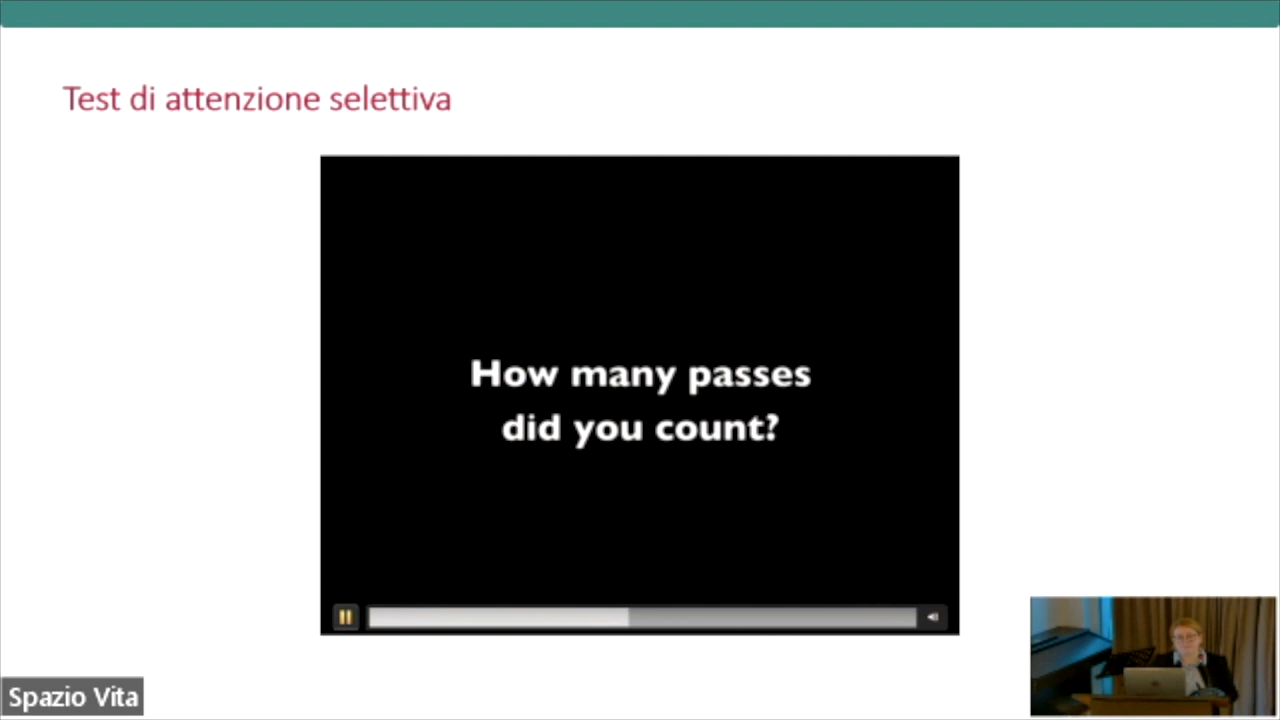 Test di attenzione selettiva
How many passes
did you count?
Spazio Vita